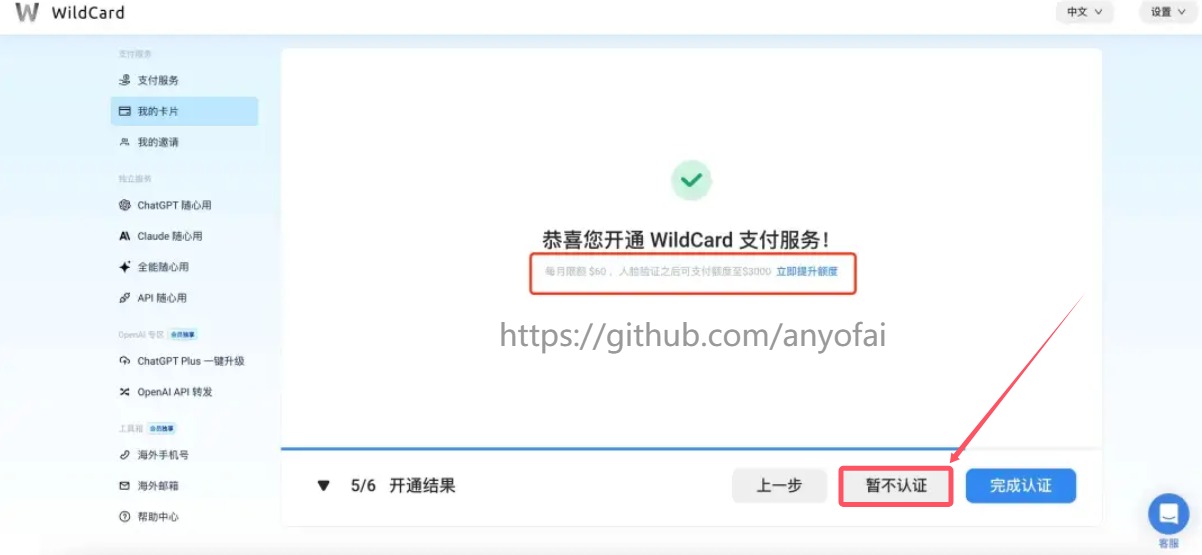 WildCard
中文
设置
支付服务
支付服务
我的卡片
我的邀请
独立服务
ChatGPT 随心用
Claude 随心用
全能随心用
API 随心用
OpenAI 专区 会员独享
ChatGPT Plus 一键升级
OpenAI API 转发
工具箱 会员独享
海外手机号
海外邮箱
帮助中心
恭喜您开通 WildCard 支付服务！
每月限额 $60 ，人脸验证之后可支付额度至$3000 立即提升额度
https://github.com/anyofai
5/6 开通结果
上一步
暂不认证
完成认证
客服